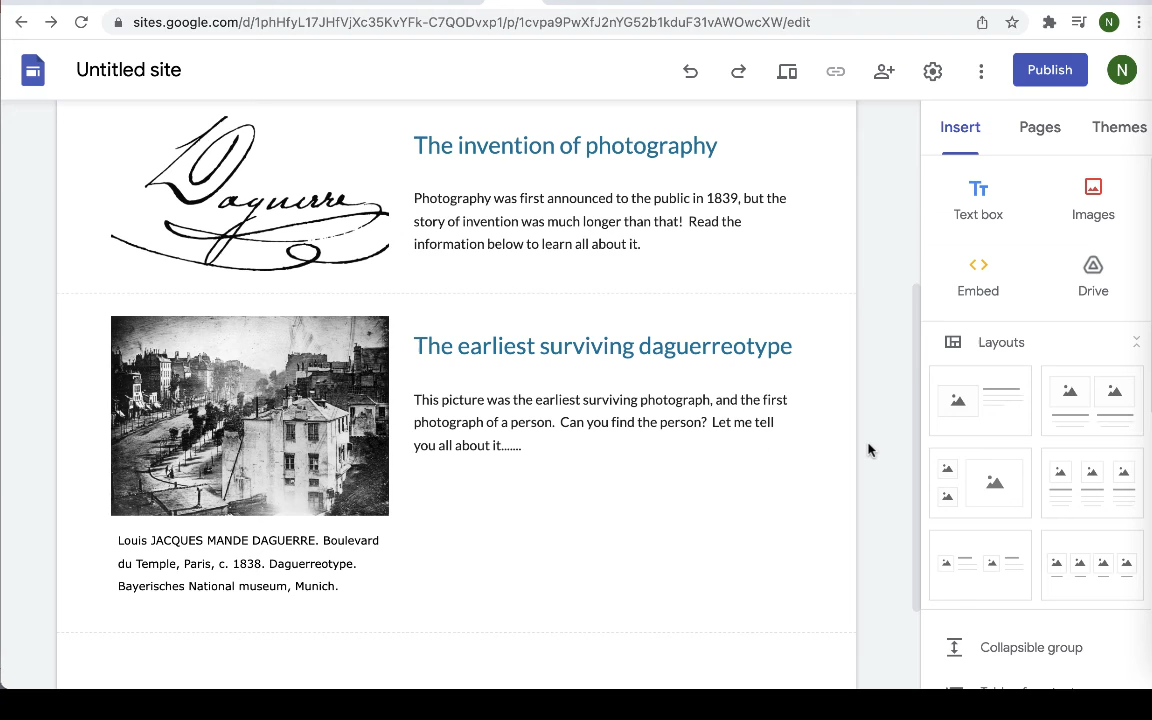 sites.google.com/d/1phHfyL17JHfVjXc35KvYFk-C7QODvxp1/p/1cvpa9PwXfJ2nYG52b1kduF31vAWOwcXW/edit
N
Untitled site
Publish
N
Daguerre
The invention of photography
Photography was first announced to the public in 1839, but the
story of invention was much longer than that! Read the
information below to learn all about it.
The earliest surviving daguerreotype
This picture was the earliest surviving photograph, and the first
photograph of a person. Can you find the person? Let me tell
you all about it.......
Louis JACQUES MANDE DAGUERRE. Boulevard
du Temple, Paris, c. 1838. Daguerreotype.
Bayerisches National museum, Munich.
Insert
Pages
Themes
Tт
Text box
Images
Embed
Drive
Layouts
Collapsible group